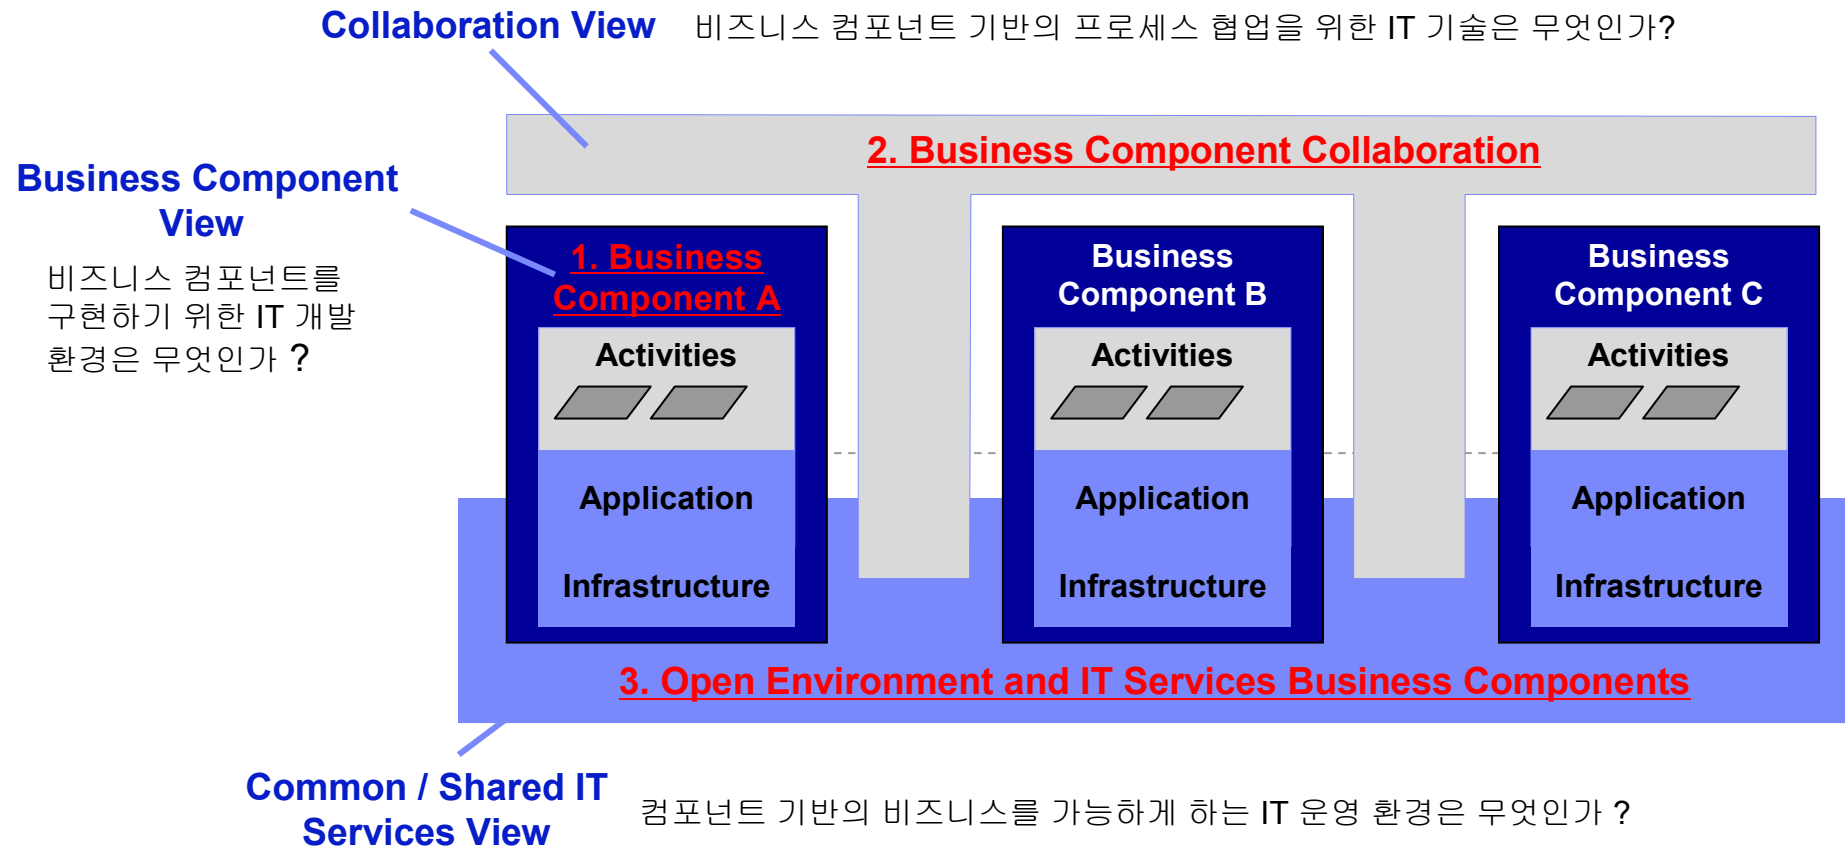 Collaboration View 비즈니스 컴포넌트 기반의 프로세스 협업을 위한 IT 기술은 무엇인가?
2. Business Component Collaboration
Business Component
View
비즈니스 컴포넌트를
구현하기 위한 IT 개발
환경은 무엇인가 ?
1. Business
Component A
Activities
Application
Infrastructure
Business
Component B
Activities
Application
Infrastructure
Business
Component C
Activities
Application
Infrastructure
3. Open Environment and IT Services Business Components
Common / Shared IT
Services View
컴포넌트 기반의 비즈니스를 가능하게 하는 IT 운영 환경은 무엇인가 ?